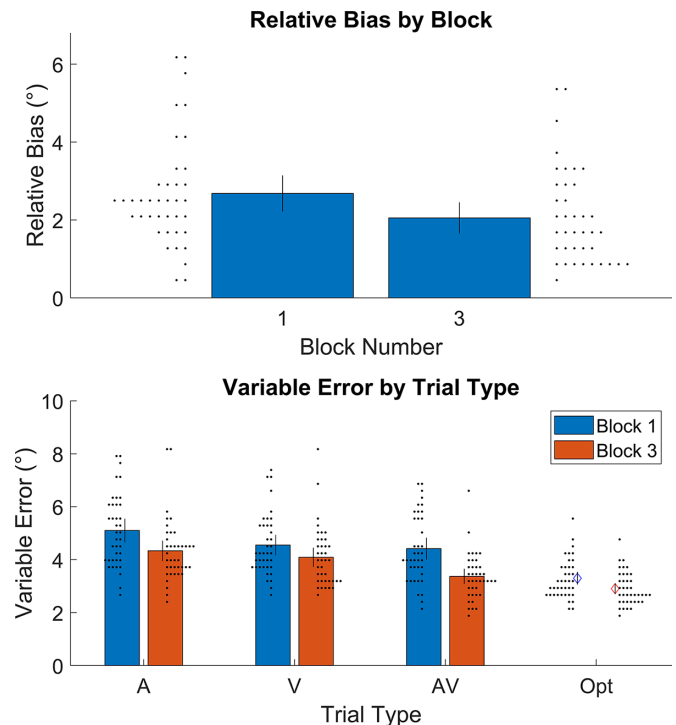 Relative Bias by Block
Relative Bias (°)
6
4
2
0
1 3
Block Number
Variable Error by Trial Type
Variable Error (°)
10
8
6
4
2
0
Block 1
Block 3
A V AV Opt
Trial Type